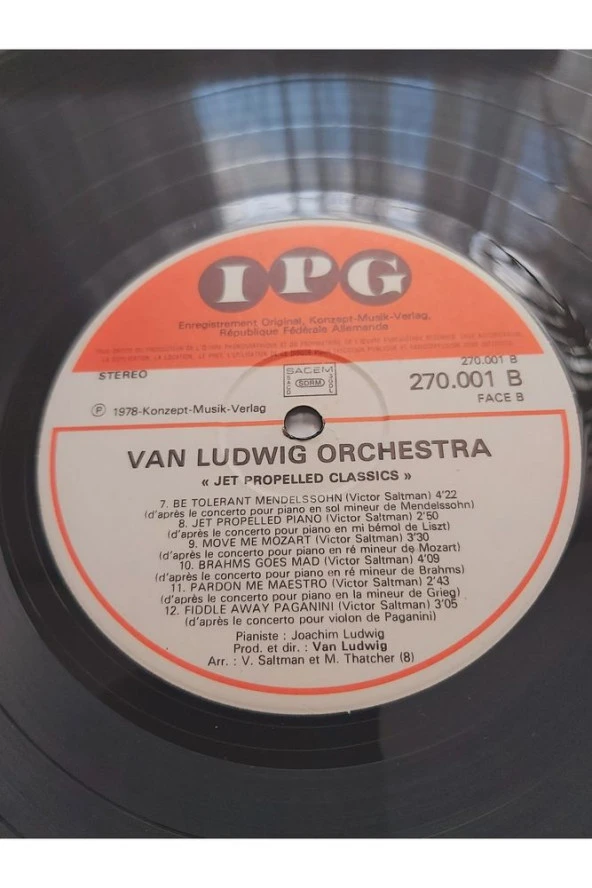 IPG
Enregistrement Original, Konzept-Musik-Verlag,
République Fédérale Allemande
STEREO
SACEM
SDRM
270.001 B
270.001 B
FACE B
Ⓟ 1978-Konzept-Musik-Verlag
VAN LUDWIG ORCHESTRA
« JET PROPELLED CLASSICS »
7. BE TOLERANT MENDELSSOHN (Victor Saltman) 4'22
(d'après le concerto pour piano en sol mineur de Mendelssohn)
8. JET PROPELLED PIANO (Victor Saltman) 2'50
(d'après le concerto pour piano en mi bémol de Liszt)
9. MOVE ME MOZART (Victor Saltman) 3'30
(d'après le concerto pour piano en ré mineur de Mozart)
10. BRAHMS GOES MAD (Victor Saltman) 4'09
(d'après le concerto pour piano en ré mineur de Brahms)
11. PARDON ME MAESTRO (Victor Saltman) 2'43
(d'après le concerto pour piano en la mineur de Grieg)
12. FIDDLE AWAY PAGANINI (Victor Saltman) 3'05
(d'après le concerto pour violon de Paganini)
Pianiste : Joachim Ludwig
Prod. et dir. : Van Ludwig
Arr. : V. Saltman et M. Thatcher (8)